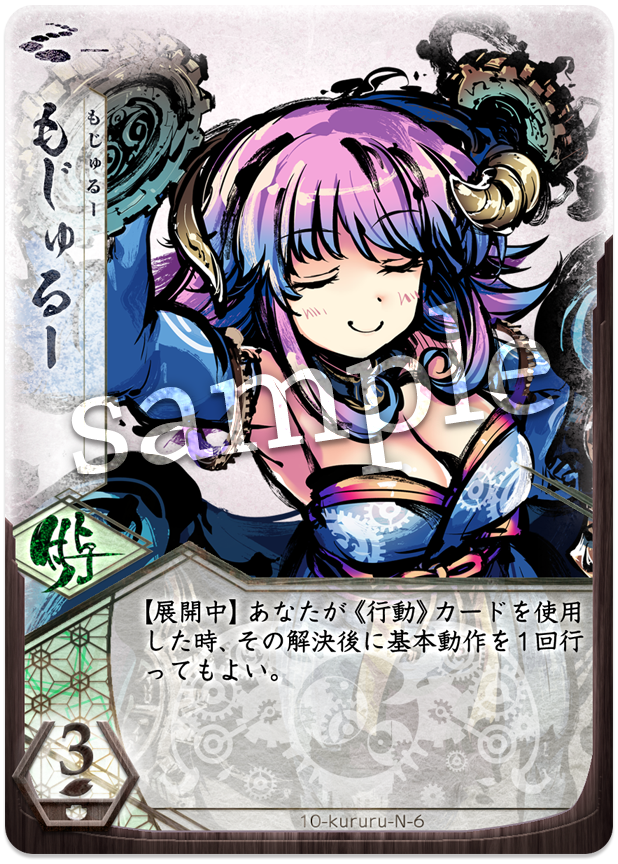 もじゅるー
もじゅるー
sample
【展開中】あなたが《行動》カードを使用
した時、その解決後に基本動作を1回行
ってもよい。
3
10-kururu-N-6